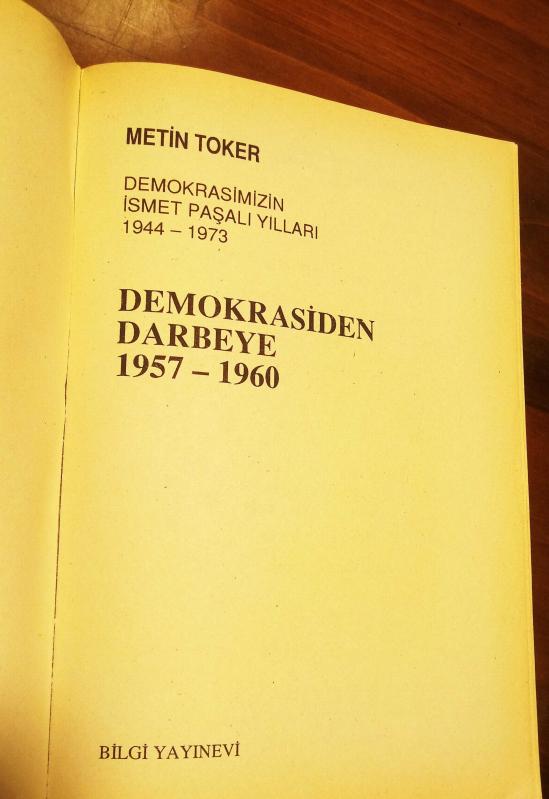 METİN TOKER
DEMOKRASİMİZİN
İSMET PAŞALI YILLARI
1944 – 1973
DEMOKRASİDEN
DARBEYE
1957 – 1960
BİLGİ YAYINEVİ